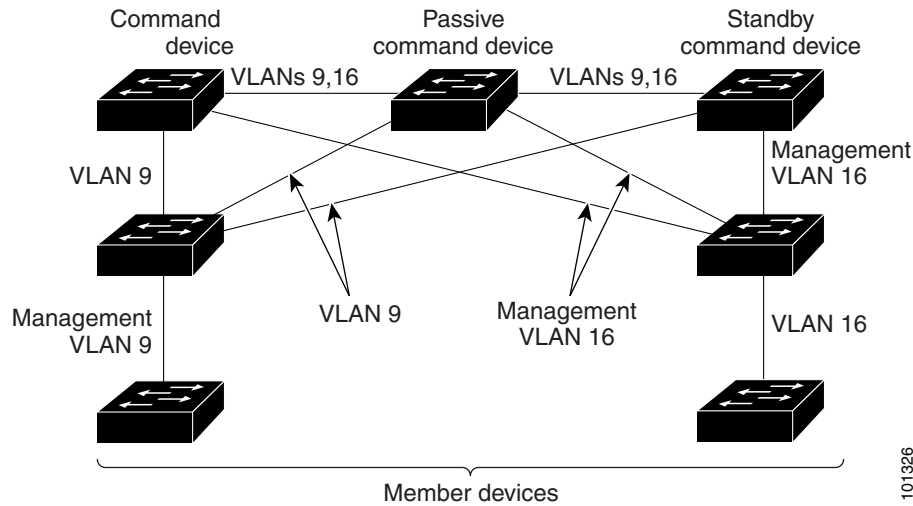 Command
device
Passive
command device
Standby
command device
VLANs 9,16
VLANs 9,16
VLAN 9
Management
VLAN 16
VLAN 9
Management
VLAN 16
Management
VLAN 9
VLAN 16
Member devices
101326